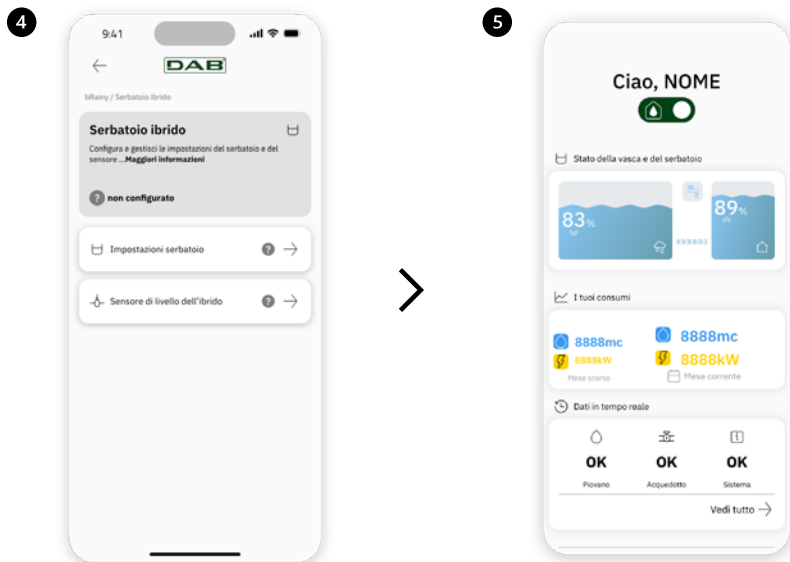 4
9:41
DAB
bRainy / Serbatoio ibrido
Serbatoio ibrido
Configura e gestisci le impostazioni del serbatoio e del
sensore ...Maggiori informazioni
? non configurato
Impostazioni serbatoio ?
Sensore di livello dell'ibrido ?
5
Ciao, NOME
Stato della vasca e del serbatoio
83%
89%
I tuoi consumi
8888mc
8888kW
Mese scorso
8888mc
8888kW
Mese corrente
Dati in tempo reale
OK OK OK
Piovano Acquedotto Sistema
Vedi tutto